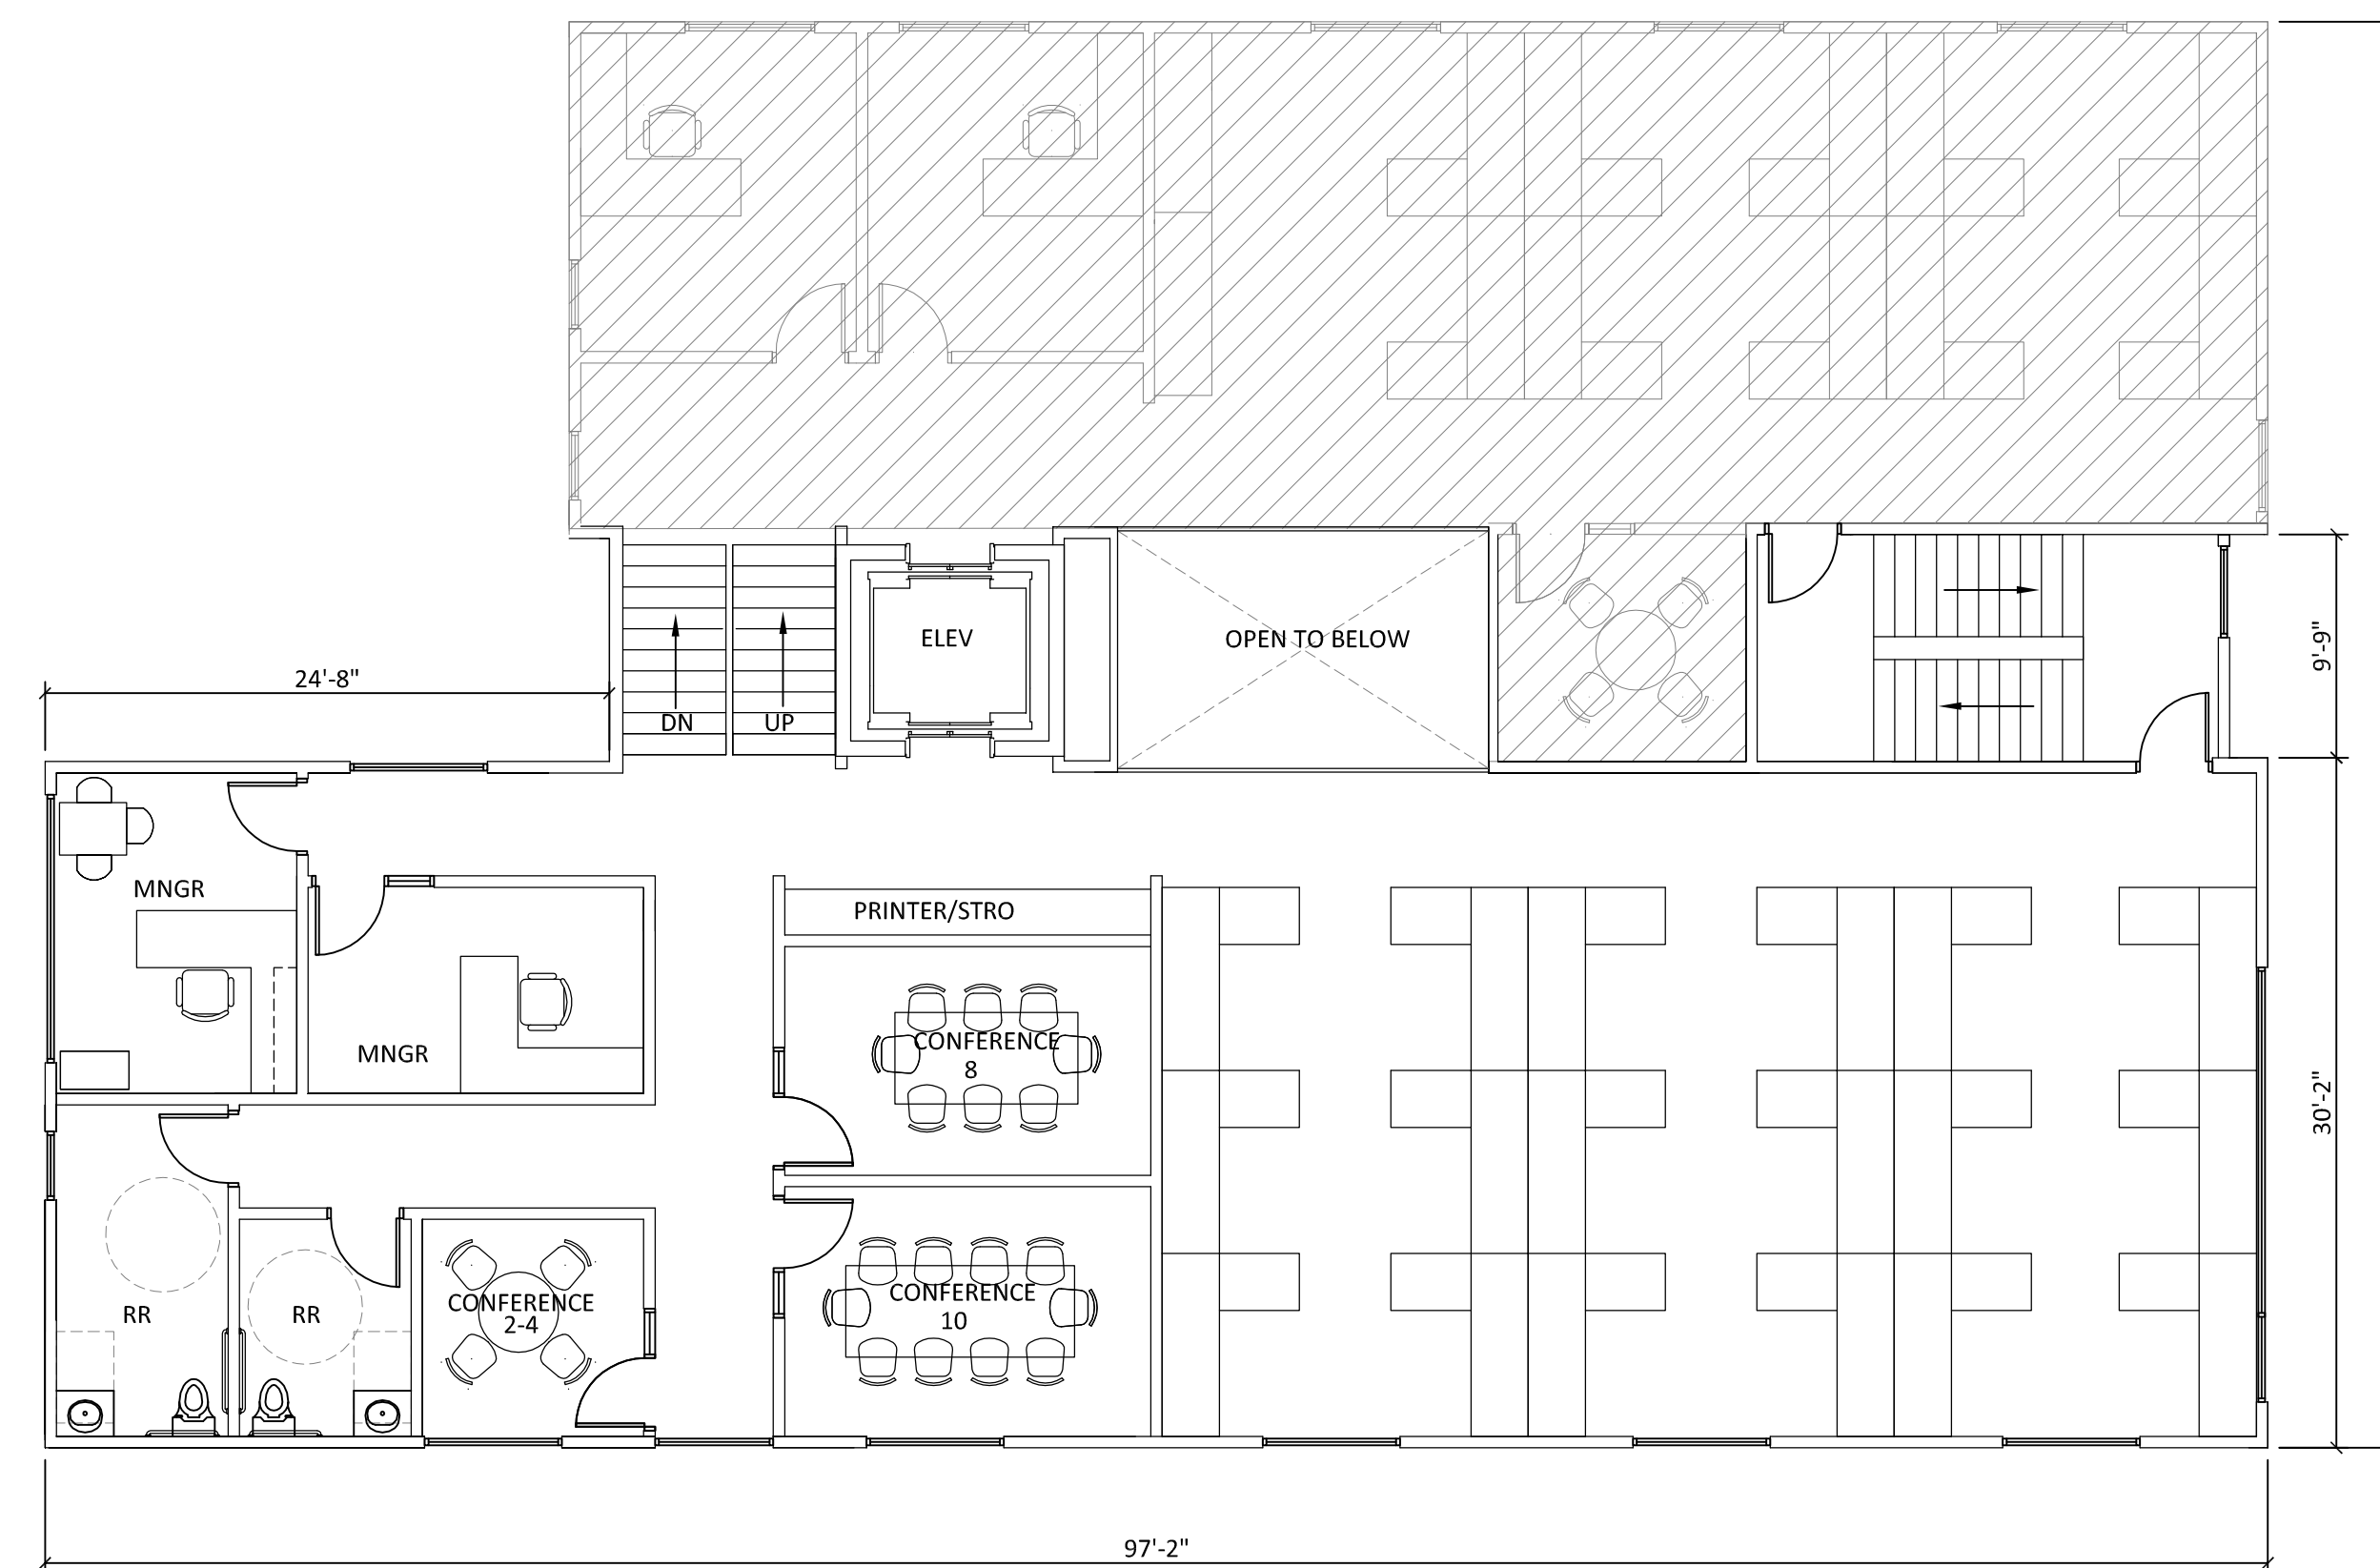 ELEV
OPEN TO BELOW
9'-9"
24'-8"
DN
UP
MNGR
PRINTER/STRO
MNGR
CONFERENCE
8
30'-2"
RR
RR
CONFERENCE
2-4
CONFERENCE
10
97'-2"